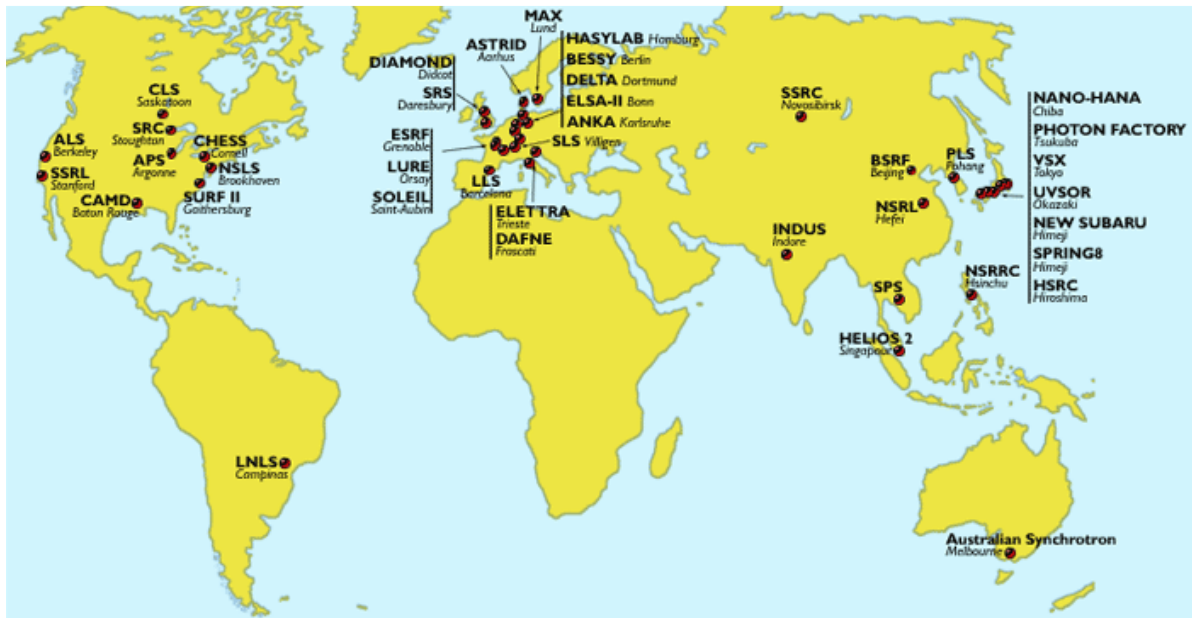 CLS
Saskatoon
SRC
Stoughton
ALS
Berkeley
APS
Argonne
CHESS
Cornell
SSRL
Stanford
NSLS
Brookhaven
CAMD
Baton Rouge
SURF II
Gaithersburg
LNLS
Campinas
MAX
Lund
ASTRID
Aarhus
DIAMOND
Didcot
SRS
Daresbury
HASYLAB Hamburg
BESSY Berlin
DELTA Dortmund
ELSA-II Bonn
ANKA Karlsruhe
SLS Villigen
ESRF
Grenoble
LURE
Orsay
SOLEIL
Saint-Aubin
LLS
Barcelona
ELETTRA
Trieste
DAFNE
Frascati
SSRC
Novosibirsk
BSRF
Beijing
PLS
Pohang
NSRL
Hefei
INDUS
Indore
NSRRC
Hsinchu
SPS
HELIOS 2
Singapour
NANO-HANA
Chiba
PHOTON FACTORY
Tsukuba
VSX
Tokyo
UVSOR
Okazaki
NEW SUBARU
Himeji
SPRING8
Himeji
HSRC
Hiroshima
Australian Synchrotron
Melbourne